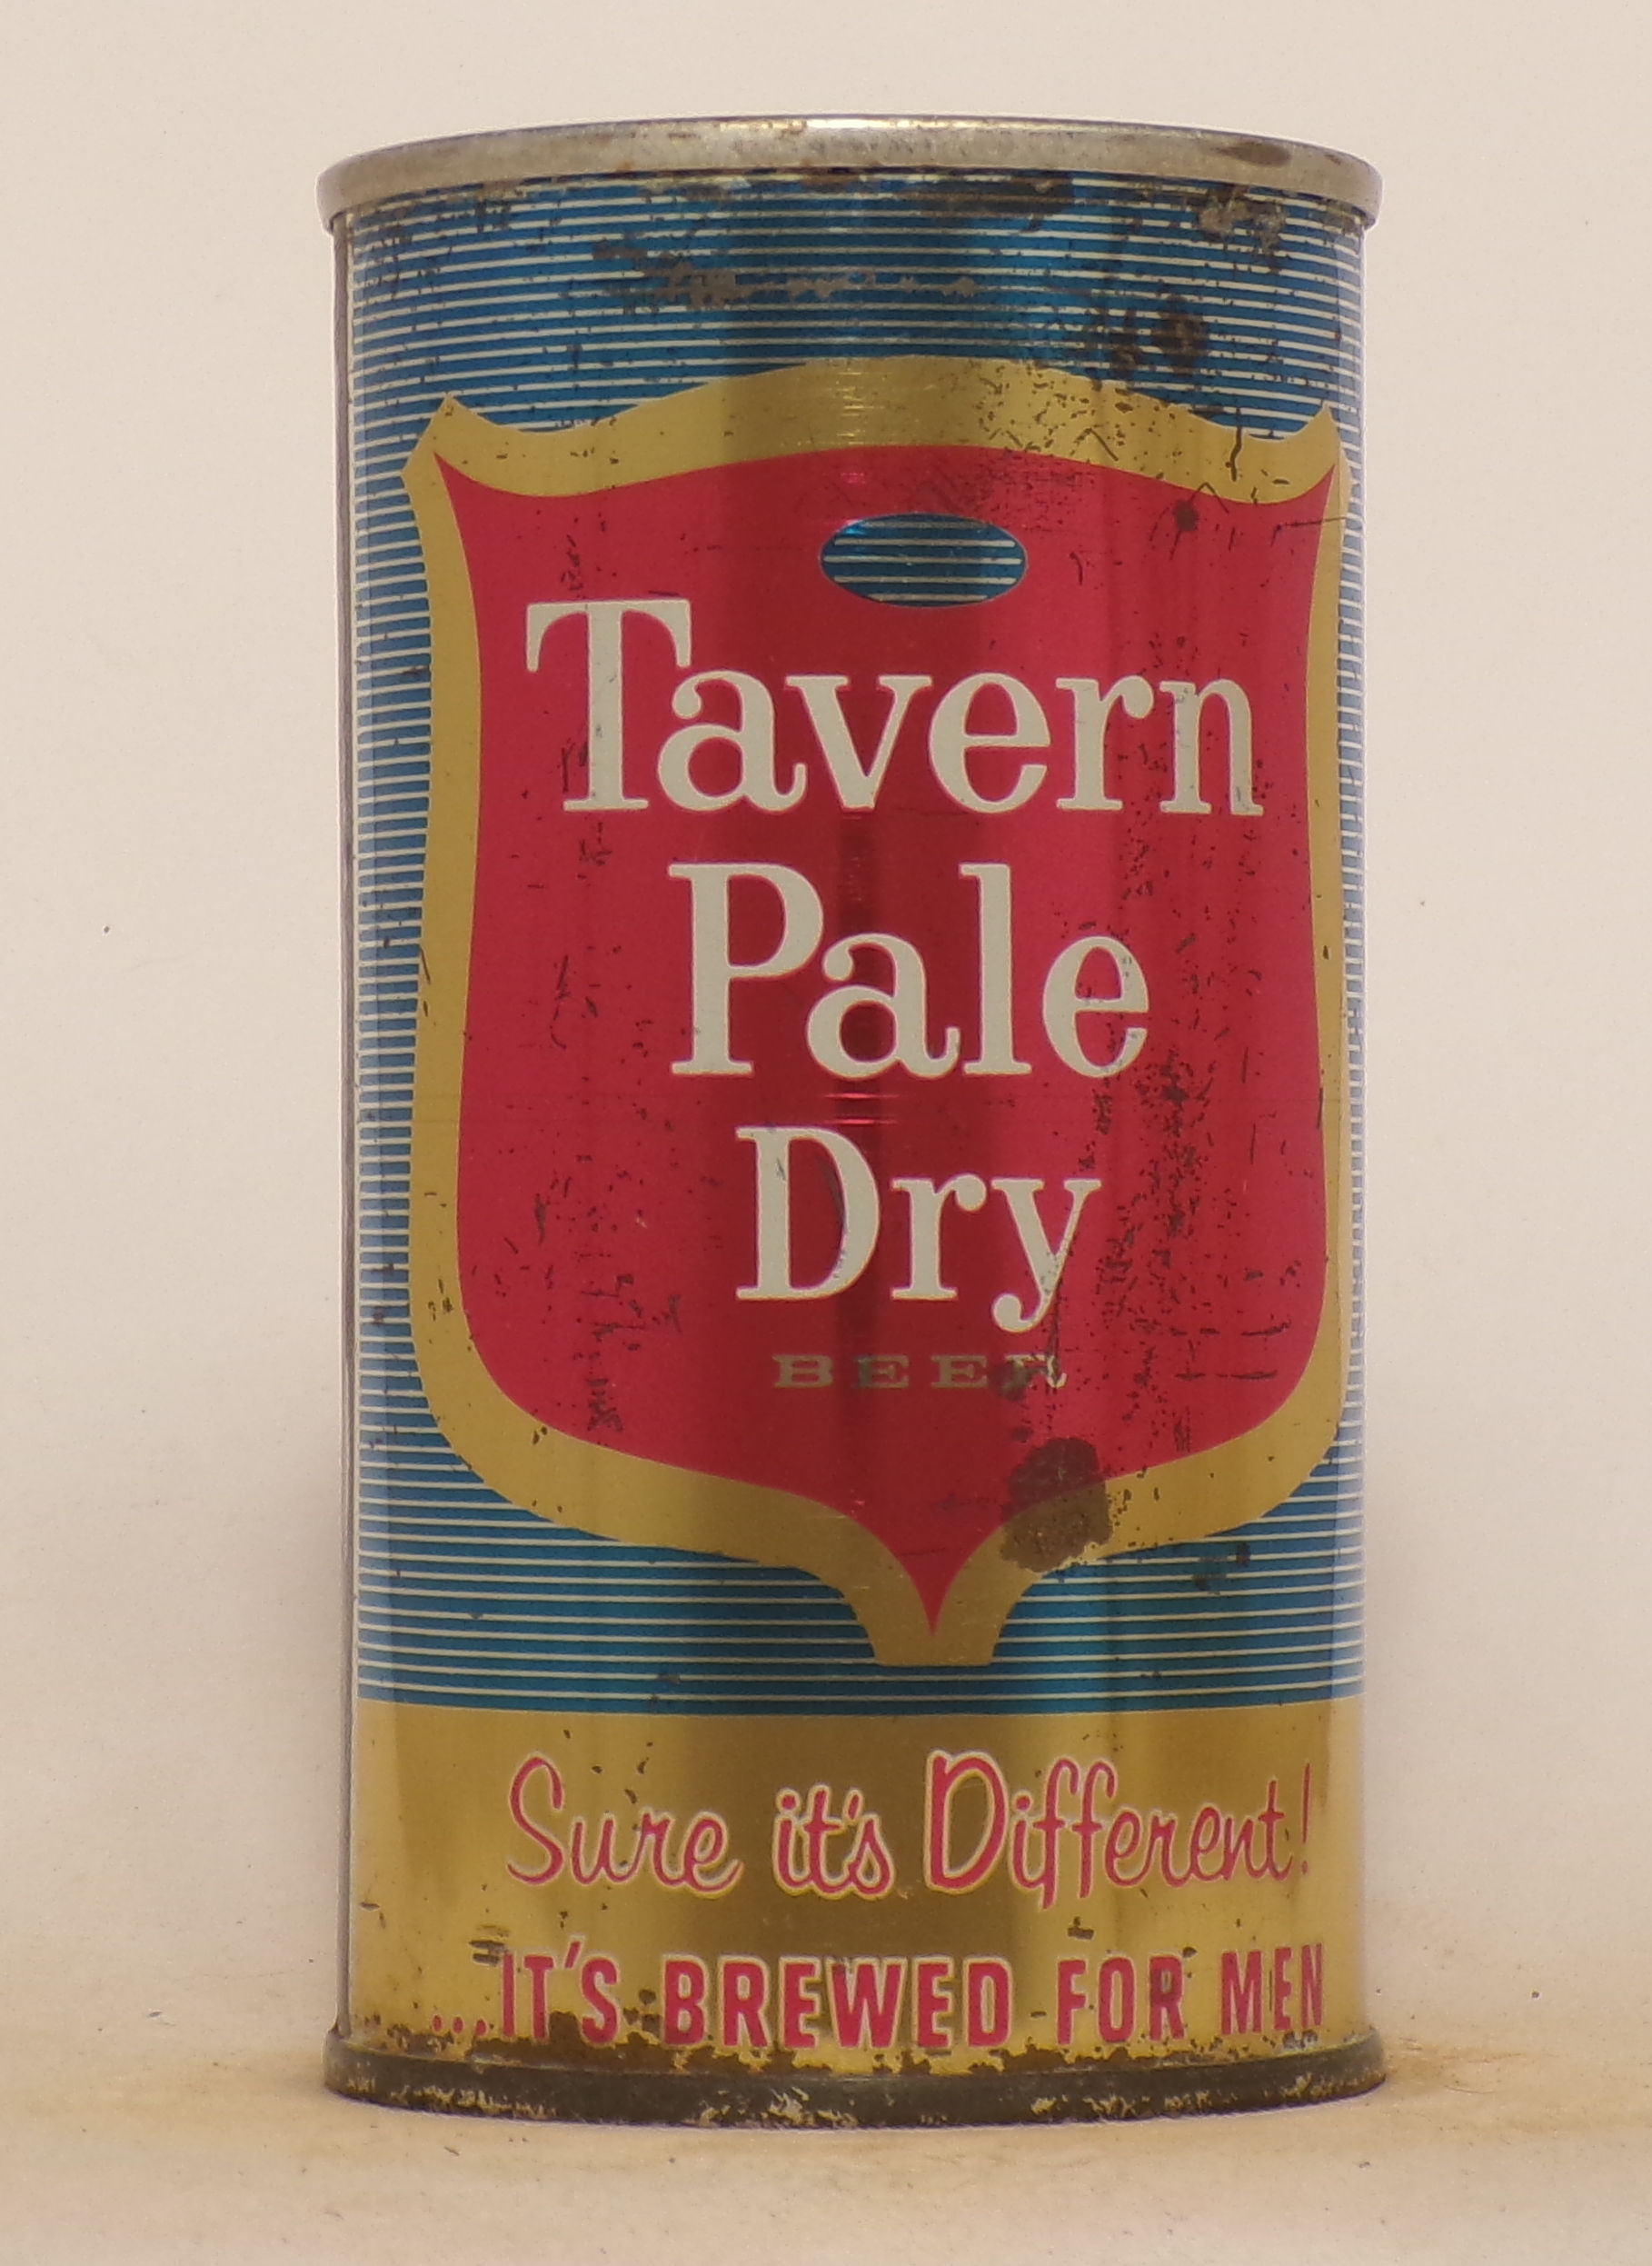 Tavern
Pale
Dry
BEER
Sure it's Different!
...IT'S BREWED FOR MEN